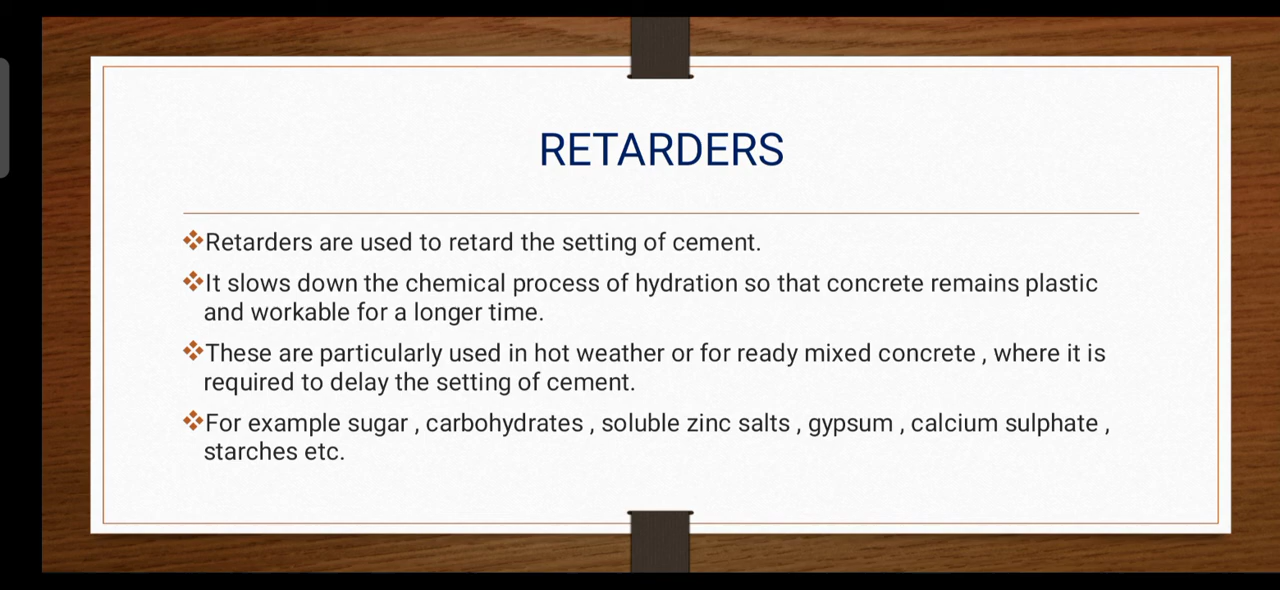 RETARDERS
❖Retarders are used to retard the setting of cement.
❖It slows down the chemical process of hydration so that concrete remains plastic
and workable for a longer time.
❖These are particularly used in hot weather or for ready mixed concrete , where it is
required to delay the setting of cement.
❖For example sugar , carbohydrates , soluble zinc salts , gypsum , calcium sulphate ,
starches etc.